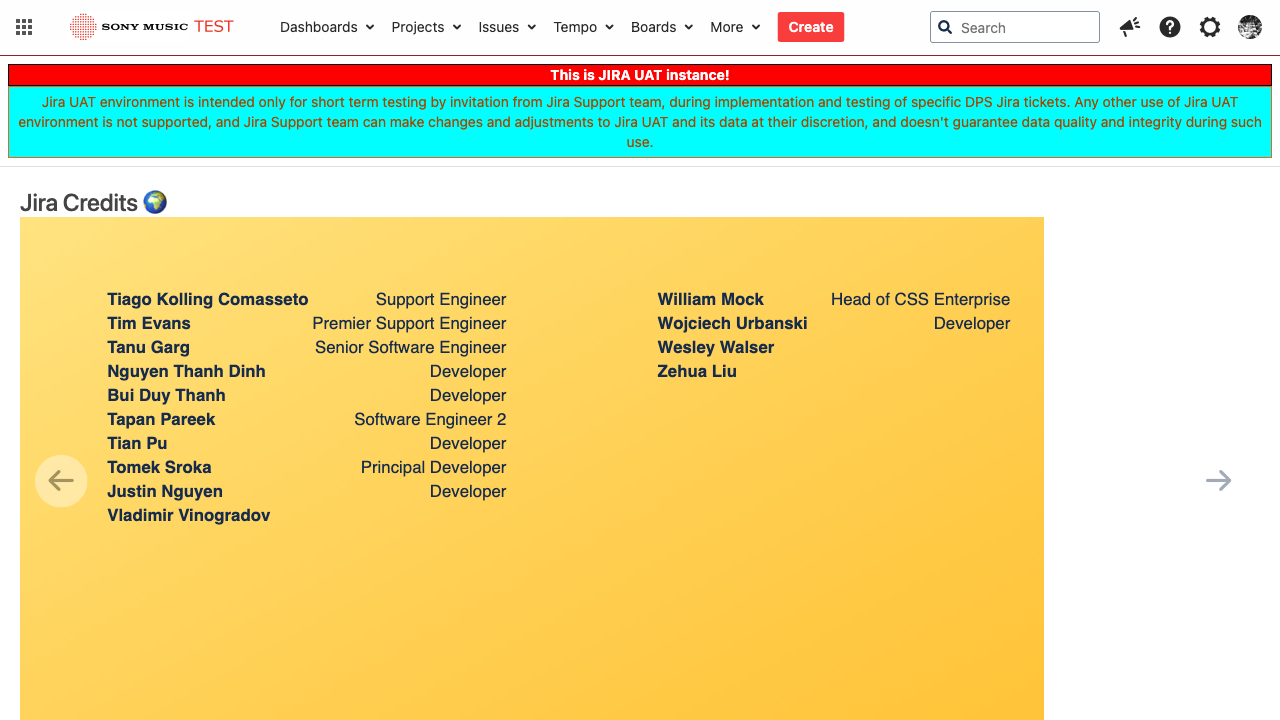 SONY MUSIC TEST
Dashboards Projects Issues Tempo Boards More Create Search
This is JIRA UAT instance!
Jira UAT environment is intended only for short term testing by invitation from Jira Support team, during implementation and testing of specific DPS Jira tickets. Any other use of Jira UAT
environment is not supported, and Jira Support team can make changes and adjustments to Jira UAT and its data at their discretion, and doesn't guarantee data quality and integrity during such
use.
Jira Credits
Tiago Kolling Comasseto Support Engineer
Tim Evans Premier Support Engineer
Tanu Garg Senior Software Engineer
Nguyen Thanh Dinh Developer
Bui Duy Thanh Developer
Tapan Pareek Software Engineer 2
Tian Pu Developer
Tomek Sroka Principal Developer
Justin Nguyen Developer
Vladimir Vinogradov
William Mock Head of CSS Enterprise
Wojciech Urbanski Developer
Wesley Walser
Zehua Liu